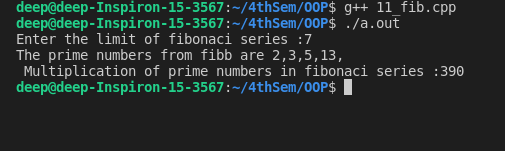 deep@deep-Inspiron-15-3567:~/4thSem/OOP$ g++ 11_fib.cpp
deep@deep-Inspiron-15-3567:~/4thSem/OOP$ ./a.out
Enter the limit of fibonaci series :7
The prime numbers from fibb are 2,3,5,13,
 Multiplication of prime numbers in fibonaci series :390
deep@deep-Inspiron-15-3567:~/4thSem/OOP$